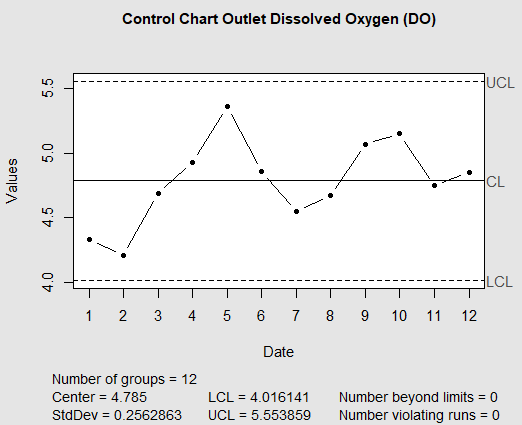 Control Chart Outlet Dissolved Oxygen (DO)
UCL
5.5
5.0
CL
4.5
4.0
LCL
Values
1 2 3 4 5 6 7 8 9 10 11 12
Date
Number of groups = 12
Center = 4.785 LCL = 4.016141 Number beyond limits = 0
StdDev = 0.2562863 UCL = 5.553859 Number violating runs = 0